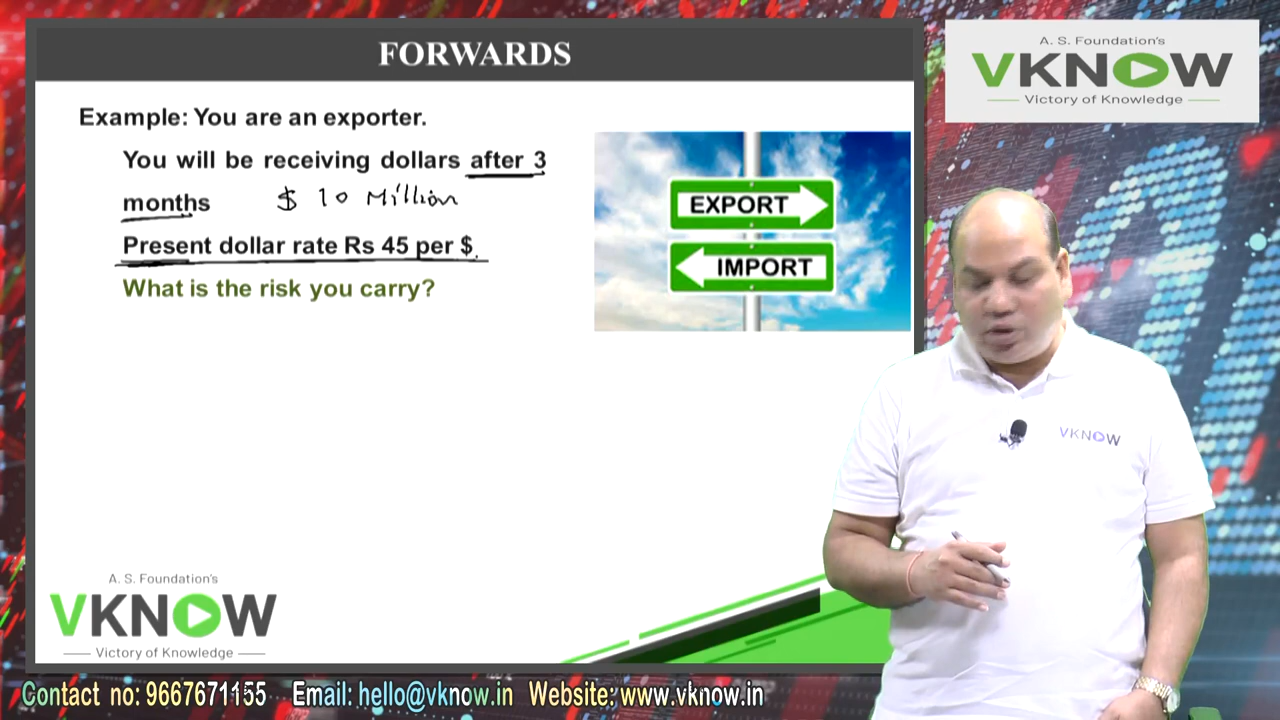 FORWARDS
Example: You are an exporter.
You will be receiving dollars after 3
months $ 10 Million
Present dollar rate Rs 45 per $.
What is the risk you carry?
EXPORT
IMPORT
A. S. Foundation's
VKNOW
Victory of Knowledge
VKNOW
A. S. Foundation's
VKNOW
Victory of Knowledge
Contact no: 9667671155 Email: hello@vknow.in Website: www.vknow.in